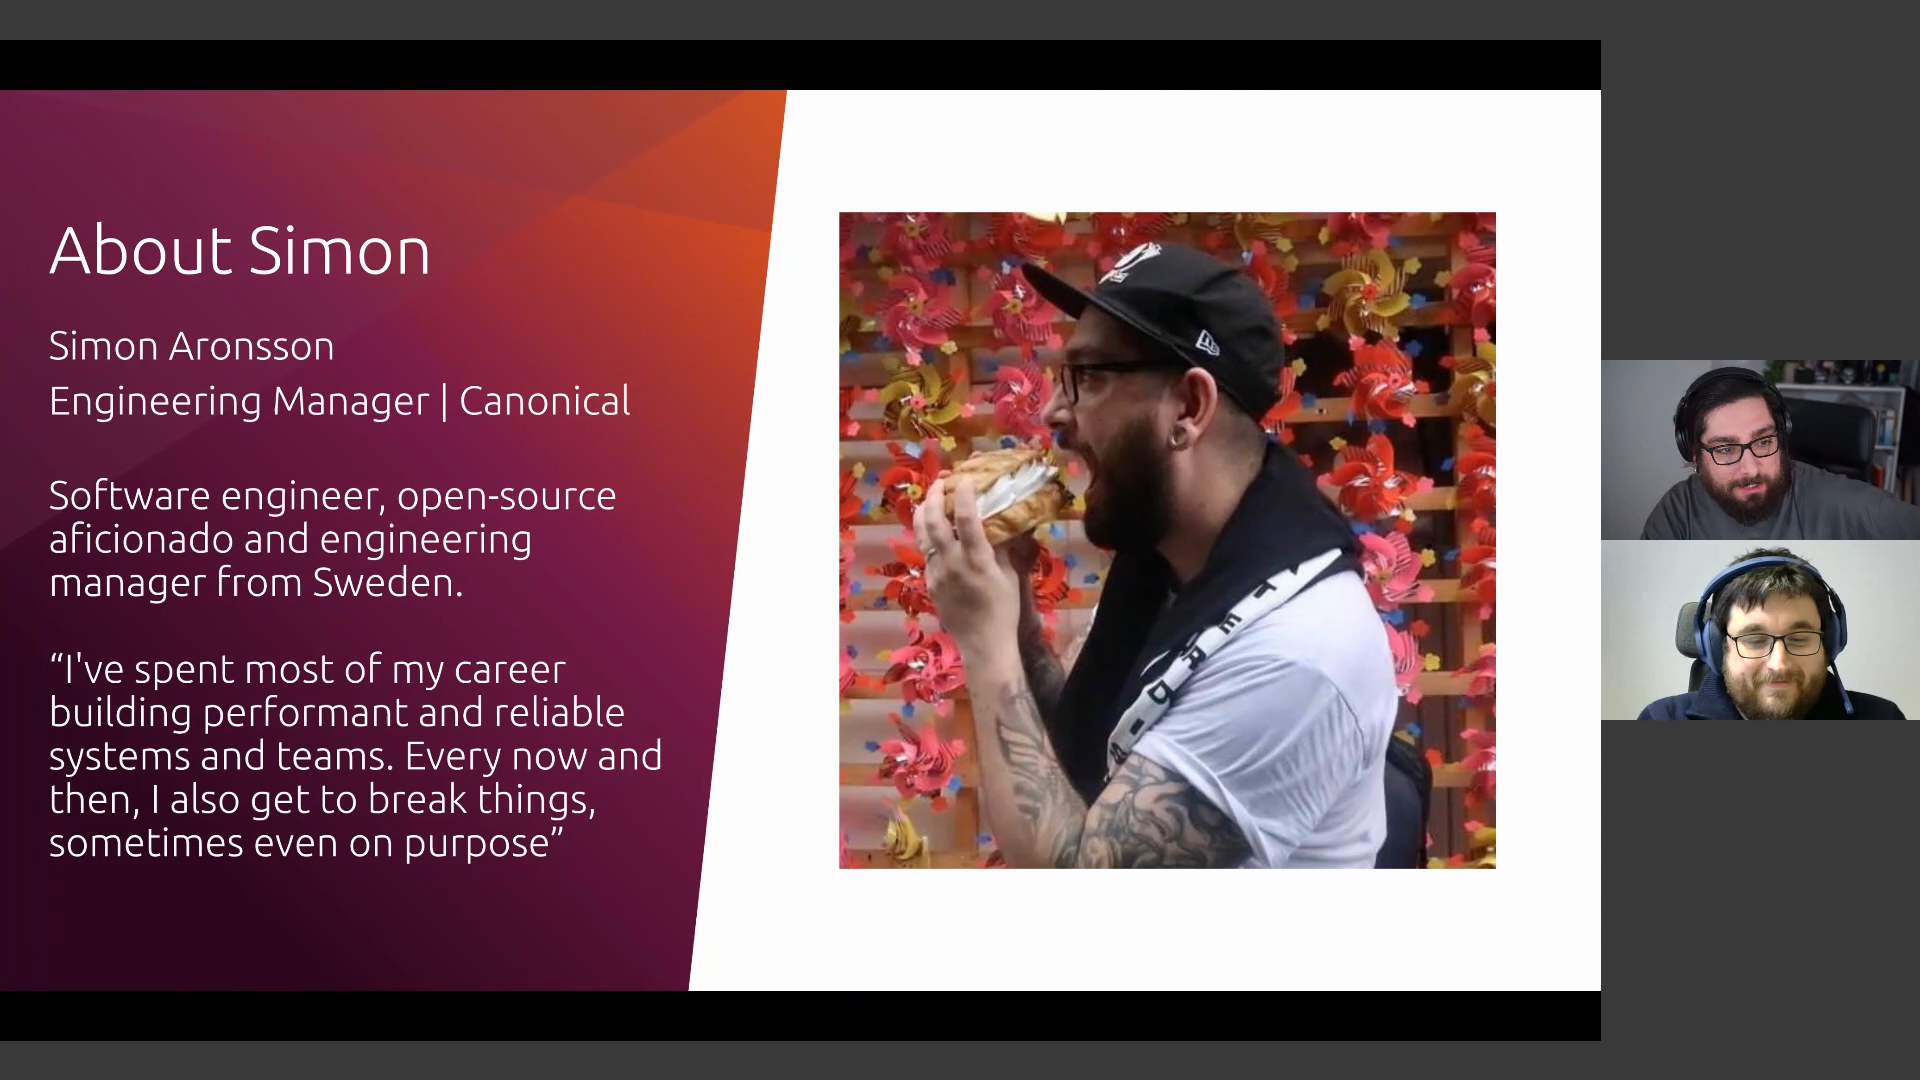 About Simon
Simon Aronsson
Engineering Manager | Canonical
Software engineer, open-source
aficionado and engineering
manager from Sweden.
“I've spent most of my career
building performant and reliable
systems and teams. Every now and
then, I also get to break things,
sometimes even on purpose”